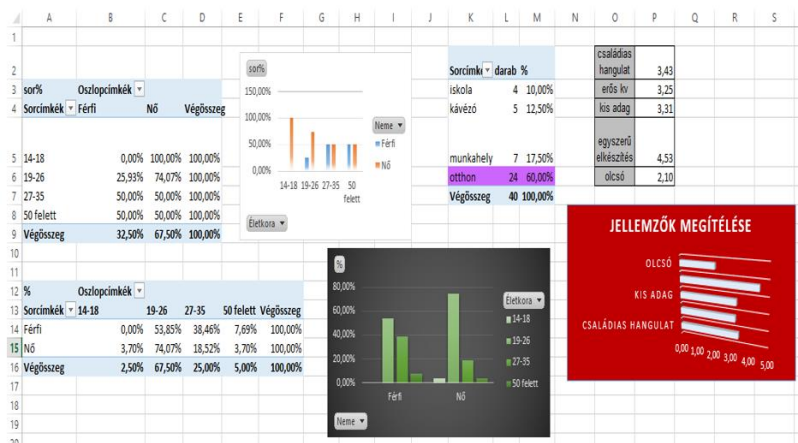 A B C D E F G H I J K L M N O P Q R S
1
2
3 sor% Oszlopcímkék
4 Sorcímkék Férfi Nő Végösszeg
5 14-18 0,00% 100,00% 100,00%
6 19-26 25,93% 74,07% 100,00%
7 27-35 50,00% 50,00% 100,00%
8 50 felett 50,00% 50,00% 100,00%
9 Végösszeg 32,50% 67,50% 100,00%
10
11
12 % Oszlopcímkék
13 Sorcímkék 14-18 19-26 27-35 50 felett Végösszeg
14 Férfi 0,00% 53,85% 38,46% 7,69% 100,00%
15 Nő 3,70% 74,07% 18,52% 3,70% 100,00%
16 Végösszeg 2,50% 67,50% 25,00% 5,00% 100,00%
17
18
19
sor%
150,00%
100,00%
50,00%
0,00%
14-18 19-26 27-35 50
felett
Neme
Férfi
Nő
Életkora
Sorcímké darab %
iskola 4 10,00%
kávézó 5 12,50%
munkahely 7 17,50%
otthon 24 60,00%
Végösszeg 40 100,00%
családias
hangulat 3,43
erős kv 3,25
kis adag 3,31
egyszerű
elkészítés 4,53
olcsó 2,10
%
80,00%
60,00%
40,00%
20,00%
0,00%
Férfi Nő
Életkora
14-18
19-26
27-35
50 felett
Neme
JELLEMZŐK MEGÍTÉLÉSE
OLCSÓ
KIS ADAG
CSALÁDIAS HANGULAT
0,00 1,00 2,00 3,00 4,00 5,00